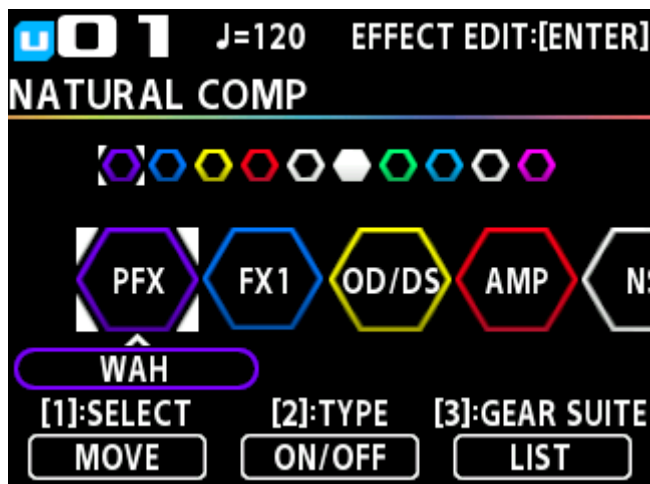 U01 ♩=120 EFFECT EDIT:[ENTER]
NATURAL COMP
PFX FX1 OD/DS AMP
WAH
[1]:SELECT [2]:TYPE [3]:GEAR SUITE
MOVE ON/OFF LIST